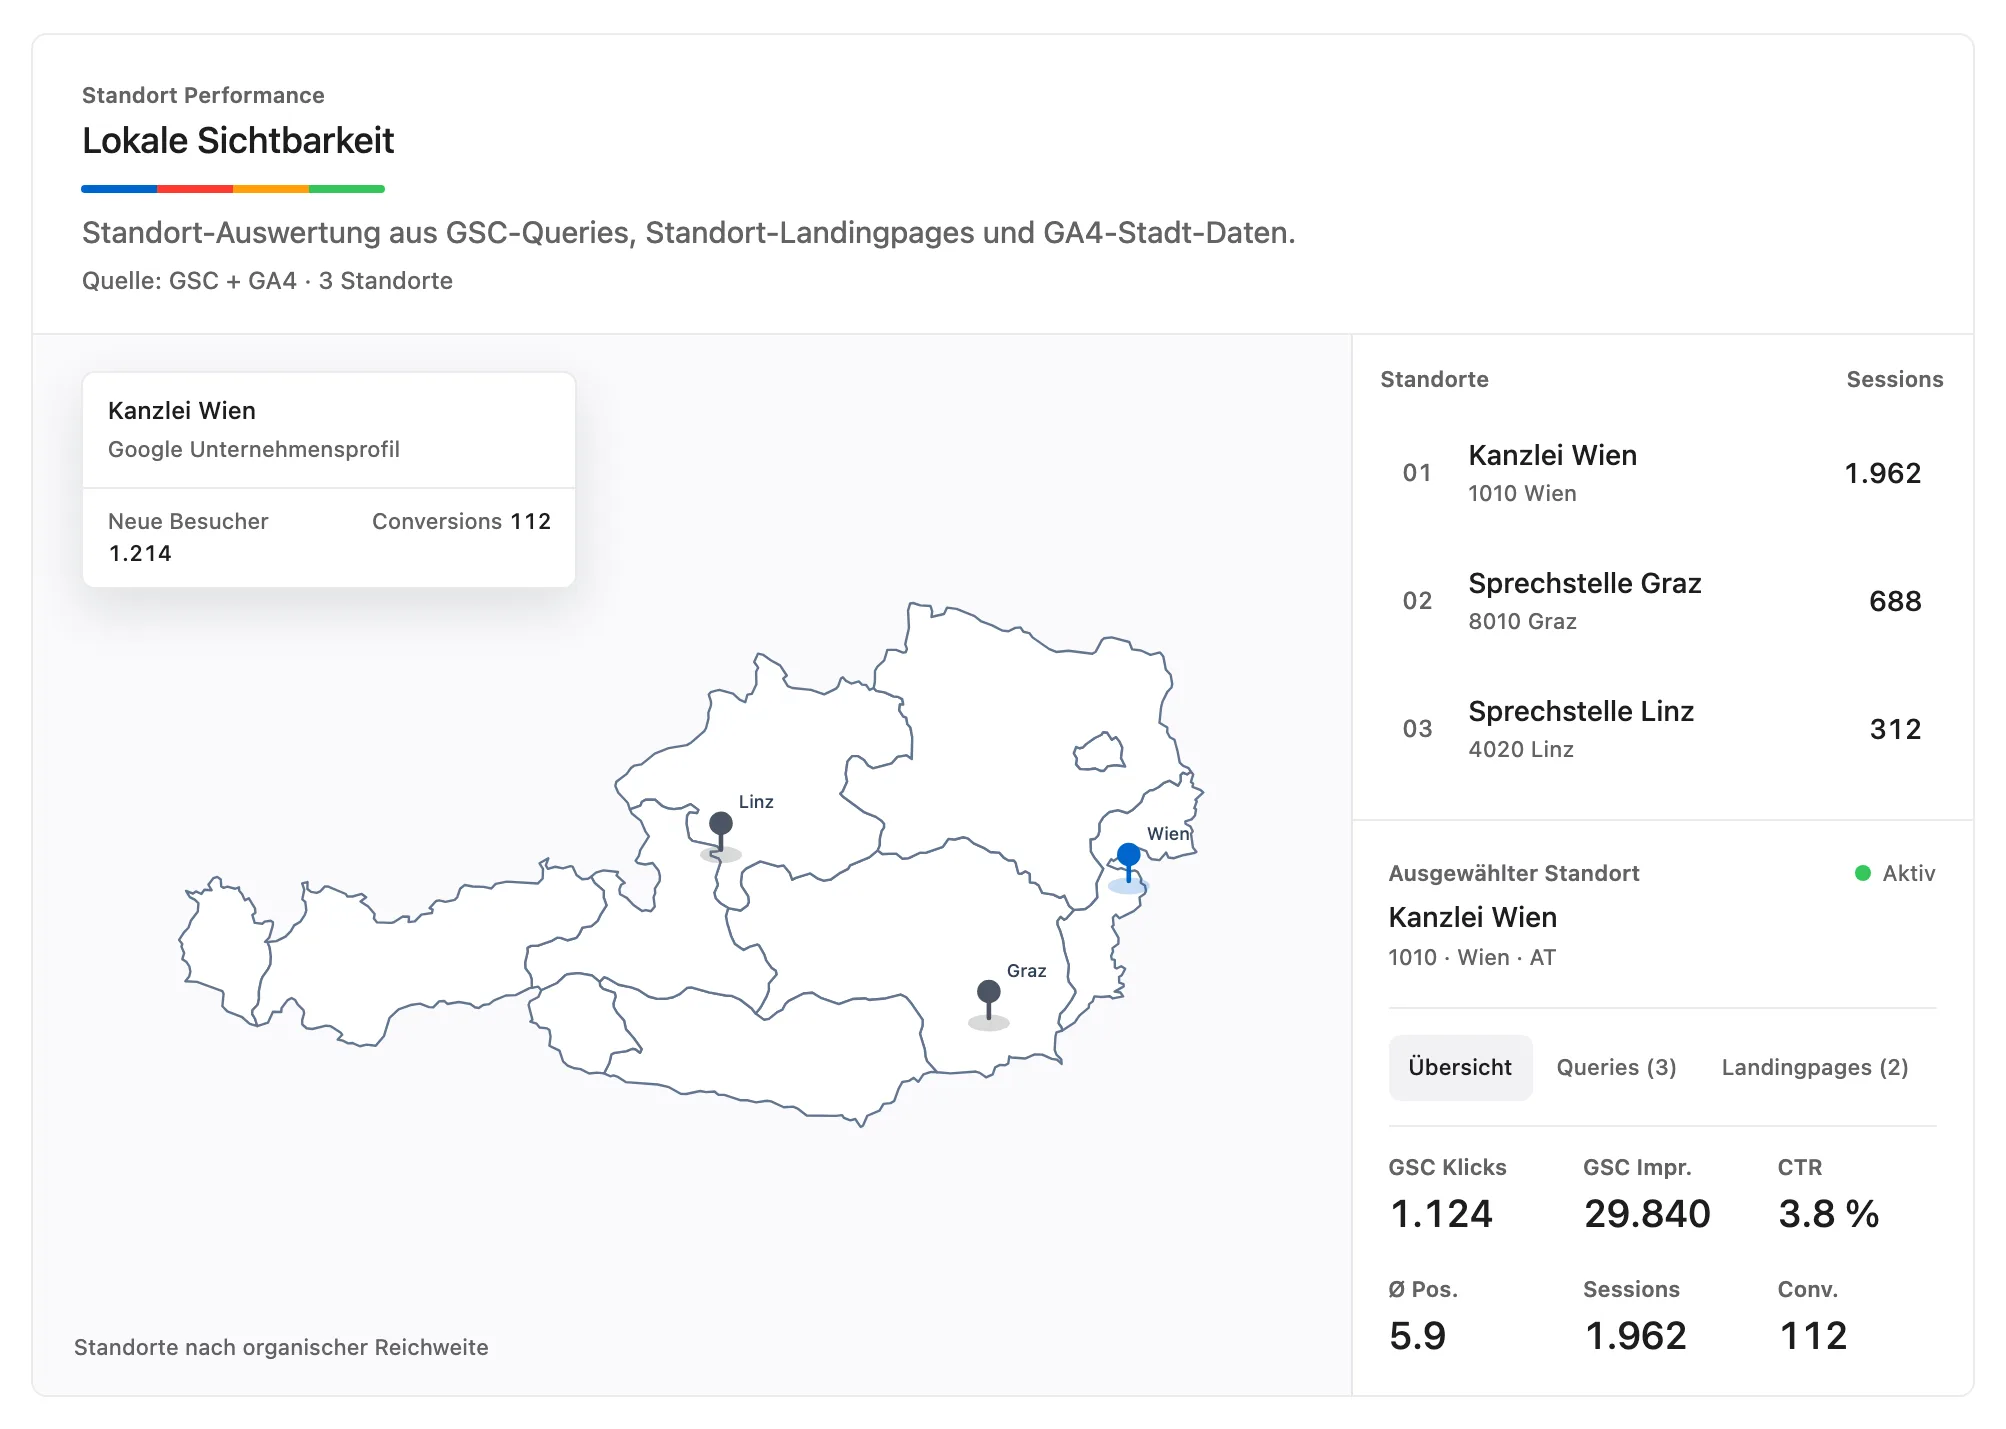 Standort Performance
Lokale Sichtbarkeit
Standort-Auswertung aus GSC-Queries, Standort-Landingpages und GA4-Stadt-Daten.
Quelle: GSC + GA4 · 3 Standorte
Kanzlei Wien
Google Unternehmensprofil
Neue Besucher
1.214
Conversions 112
Linz
Wien
Graz
Standorte nach organischer Reichweite
Standorte Sessions
01 Kanzlei Wien 1.962
1010 Wien
02 Sprechstelle Graz 688
8010 Graz
03 Sprechstelle Linz 312
4020 Linz
Ausgewählter Standort Aktiv
Kanzlei Wien
1010 · Wien · AT
Übersicht Queries (3) Landingpages (2)
GSC Klicks GSC Impr. CTR
1.124 29.840 3.8 %
Ø Pos. Sessions Conv.
5.9 1.962 112